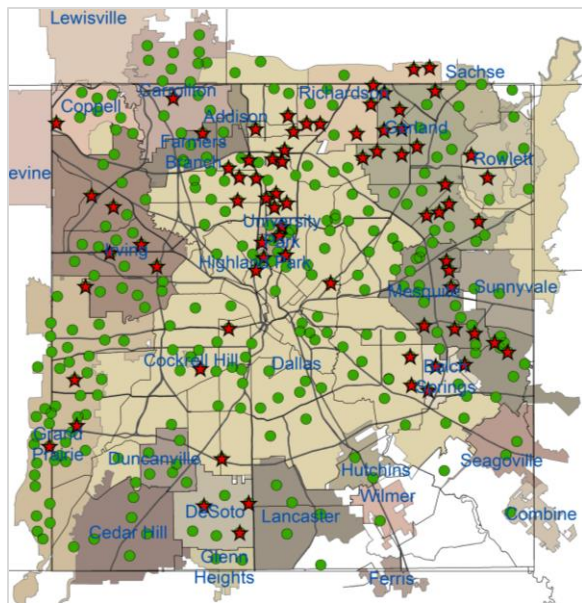 Lewisville
Sachse
Carrollton
Richardson
Coppell
Addison
Garland
Farmers
Branch
Rowlett
evine
University
Park
Irving
Highland Park
Mesquite
Sunnyvale
Cockrell Hill
Dallas
Balch
Springs
Grand
Prairie
Duncanville
Hutchins
Seagoville
Wilmer
DeSoto
Lancaster
Combine
Cedar Hill
Glenn
Heights
Ferris